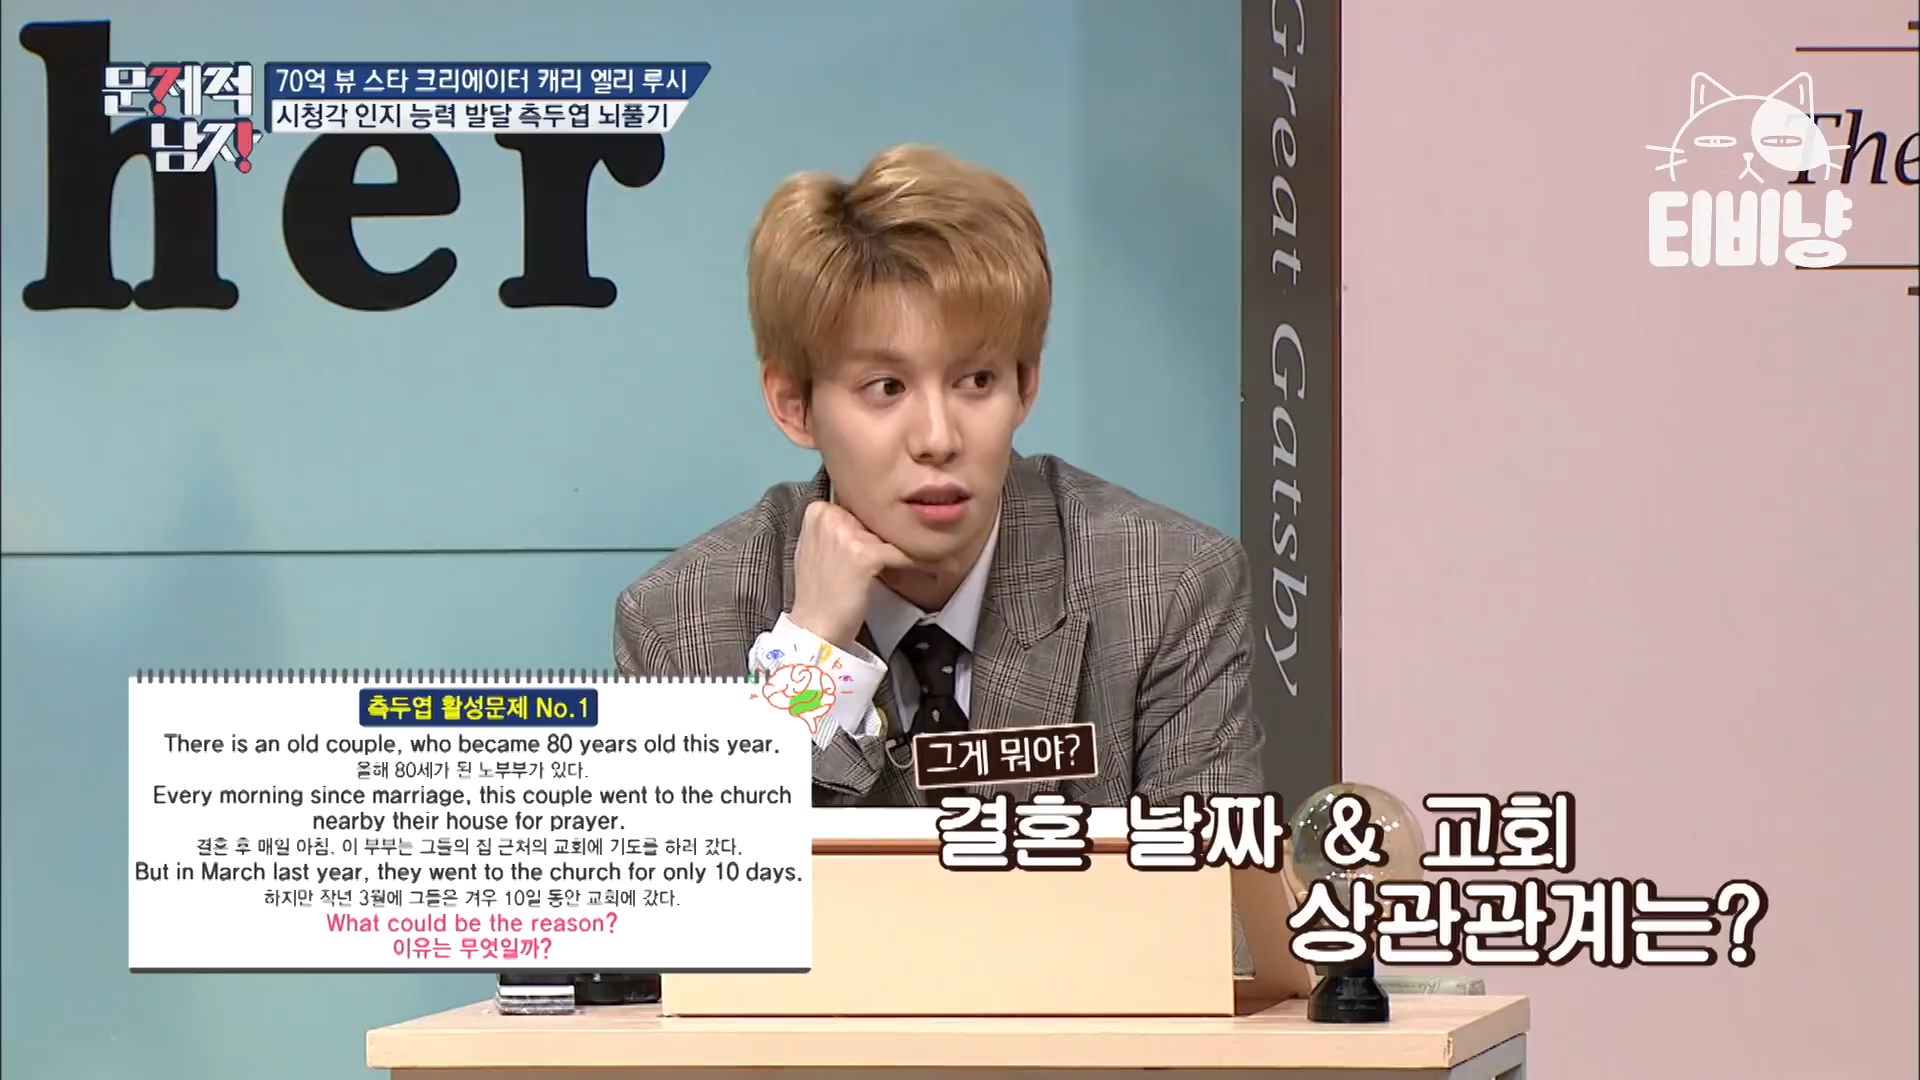 문제적
남자
70억 뷰 스타 크리에이터 캐리 엘리 루시
시청각 인지 능력 발달 측두엽 뇌풀기
her
Great Gatsby
The
티비냥
측두엽 활성문제 No.1
There is an old couple, who became 80 years old this year.
올해 80세가 된 노부부가 있다.
Every morning since marriage, this couple went to the church
nearby their house for prayer.
결혼 후 매일 아침, 이 부부는 그들의 집 근처의 교회에 기도를 하러 갔다.
But in March last year, they went to the church for only 10 days.
하지만 작년 3월에 그들은 겨우 10일 동안 교회에 갔다.
What could be the reason?
이유는 무엇일까?
그게 뭐야?
결혼 날짜 & 교회
상관관계는?